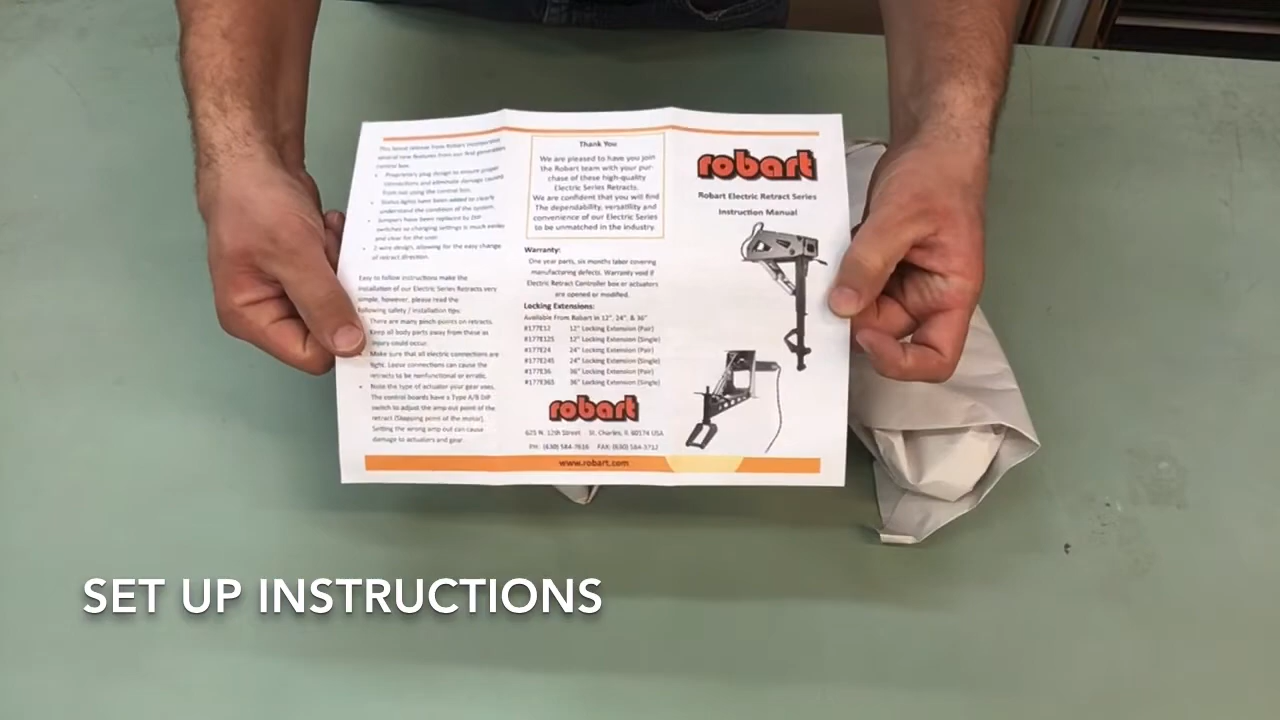 This latest release from Robart incorporates
several new features from our first generation
control box.
• Proprietary plug design to ensure proper
connections and eliminate damage caused
from not using the control box.
• Status lights have been added to clearly
understand the condition of the system.
• Jumpers have been replaced by DIP
switches so changing settings is much easier
and clear for the user.
• 2 wire design, allowing for the easy change
of retract direction.
Easy to follow instructions make the
installation of our Electric Series Retracts very
simple, however, please read the
following safety / installation tips:
There are many pinch points on retracts.
Keep all body parts away from these as
injury could occur.
Make sure that all electric connections are
tight. Loose connections can cause the
retracts to be nonfunctional or erratic.
• Note the type of actuator your gear uses.
The control boards have a Type A/B DIP
switch to adjust the amp out point of the
retract (Stopping point of the motor).
Setting the wrong amp out can cause
damage to actuators and gear.
Thank You
We are pleased to have you join
the Robart team with your pur-
chase of these high-quality
Electric Series Retracts.
We are confident that you will find
The dependability, versatility and
convenience of our Electric Series
to be unmatched in the industry.
Warranty:
One year parts, six months labor covering
manufacturing defects. Warranty void if
Electric Retract Controller box or actuators
are opened or modified.
Locking Extensions:
Available From Robart in 12", 24", & 36"
#177E12 12" Locking Extension (Pair)
#177E12S 12" Locking Extension (Single)
#177E24 24" Locking Extension (Pair)
#177E24S 24" Locking Extension (Single)
#177E36 36" Locking Extension (Pair)
#177E36S 36" Locking Extension (Single)
robart
625 N. 12th Street St. Charles, IL 60174 USA
PH: (630) 584-7616 FAX: (630) 584-3712
www.robart.com
robart
Robart Electric Retract Series
Instruction Manual
SET UP INSTRUCTIONS